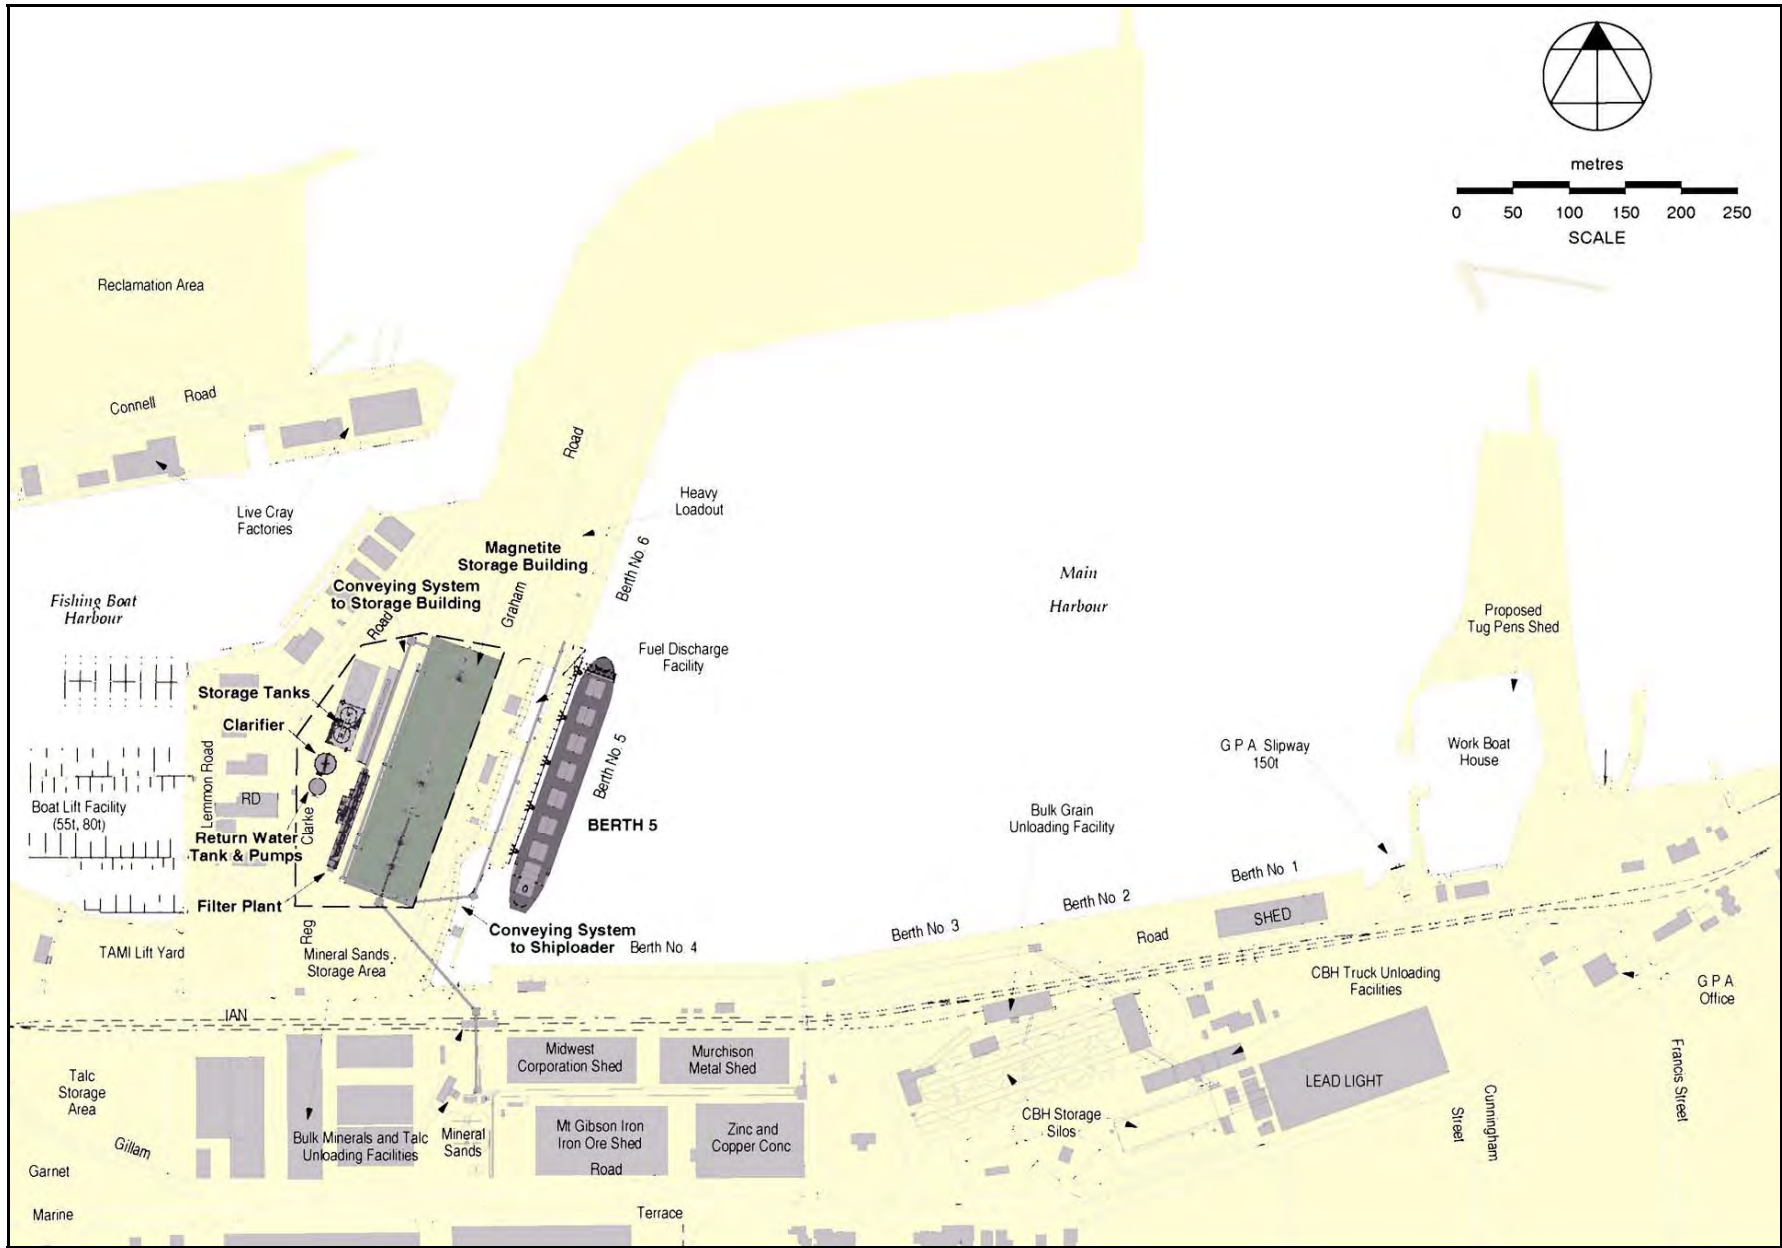 metres
0 50 100 150 200 250
SCALE
Reclamation Area
Connell Road
Live Cray
Factories
Road
Heavy
Loadout
Magnetite
Storage Building
Conveying System
to Storage Building
Road
Graham
Berth No. 6
Fishing Boat
Harbour
Main
Harbour
Proposed
Tug Pens Shed
Fuel Discharge
Facility
Storage Tanks
Clarifier
Lemmon Road
RD
Boat Lift Facility
(55t, 80t)
Return Water
Tank & Pumps
Clarke
Filter Plant
Reg
Berth No. 5
BERTH 5
G P A Slipway
150t
Work Boat
House
Bulk Grain
Unloading Facility
Berth No. 1
Berth No. 2
Berth No. 3
SHED
Road
Conveying System
to Shiploader
Berth No. 4
TAMI Lift Yard
Mineral Sands
Storage Area
CBH Truck Unloading
Facilities
G P A
Office
IAN
Midwest
Corporation Shed
Murchison
Metal Shed
Talc
Storage
Area
LEAD LIGHT
Francis Street
Cunningham
Street
CBH Storage
Silos
Mt Gibson Iron
Iron Ore Shed
Zinc and
Copper Conc
Mineral
Sands
Bulk Minerals and Talc
Unloading Facilities
Gillam
Road
Garnet
Marine
Terrace